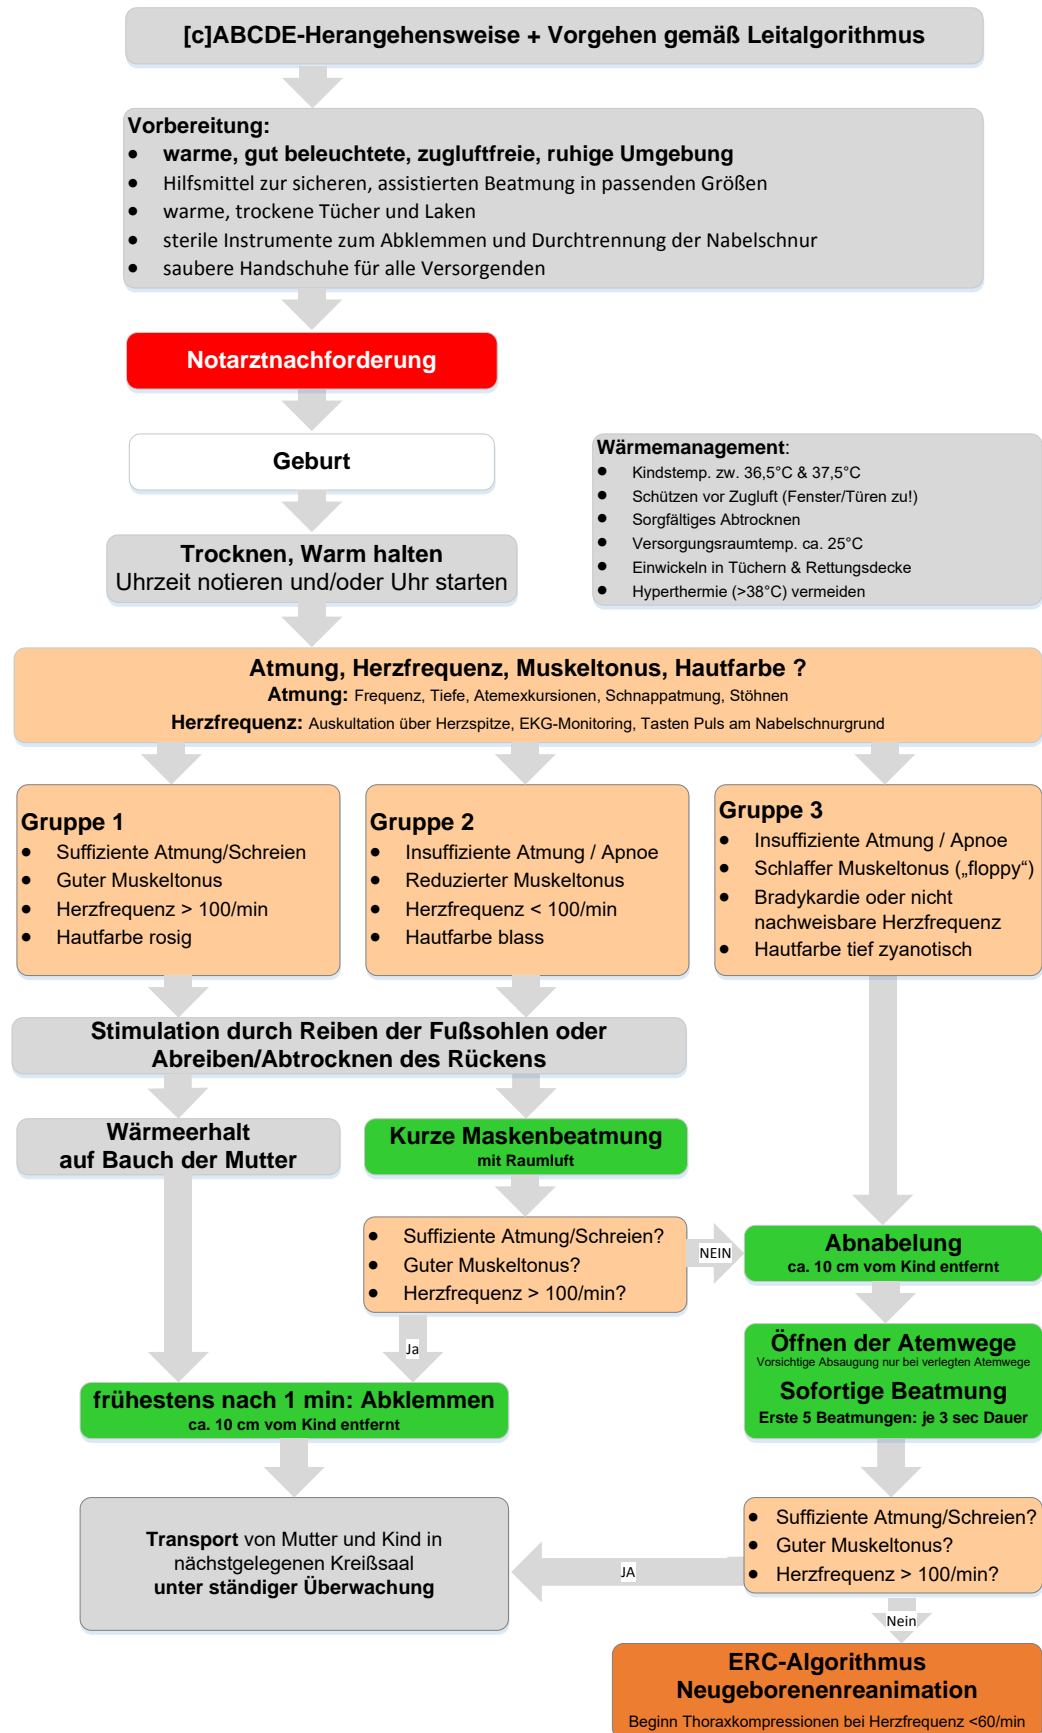 [c]ABCDE-Herangehensweise + Vorgehen gemäß Leitalgorithmus
Vorbereitung:
• warme, gut beleuchtete, zugluftfreie, ruhige Umgebung
• Hilfsmittel zur sicheren, assistierten Beatmung in passenden Größen
• warme, trockene Tücher und Laken
• sterile Instrumente zum Abklemmen und Durchtrennung der Nabelschnur
• saubere Handschuhe für alle Versorgenden
Notarztnachforderung
Geburt
Wärmemanagement:
• Kindstemp. zw. 36,5°C & 37,5°C
• Schützen vor Zugluft (Fenster/Türen zu!)
• Sorgfältiges Abtrocknen
• Versorgungsraumtemp. ca. 25°C
• Einwickeln in Tüchern & Rettungsdecke
• Hyperthermie (>38°C) vermeiden
Trocknen, Warm halten
Uhrzeit notieren und/oder Uhr starten
Atmung, Herzfrequenz, Muskeltonus, Hautfarbe ?
Atmung: Frequenz, Tiefe, Atemexkursionen, Schnappatmung, Stöhnen
Herzfrequenz: Auskultation über Herzspitze, EKG-Monitoring, Tasten Puls am Nabelschnurgrund
Gruppe 1
• Suffiziente Atmung/Schreien
• Guter Muskeltonus
• Herzfrequenz > 100/min
• Hautfarbe rosig
Gruppe 2
• Insuffiziente Atmung / Apnoe
• Reduzierter Muskeltonus
• Herzfrequenz < 100/min
• Hautfarbe blass
Gruppe 3
• Insuffiziente Atmung / Apnoe
• Schlaffer Muskeltonus („floppy“)
• Bradykardie oder nicht
nachweisbare Herzfrequenz
• Hautfarbe tief zyanotisch
Stimulation durch Reiben der Fußsohlen oder
Abreiben/Abtrocknen des Rückens
Wärmeerhalt
auf Bauch der Mutter
Kurze Maskenbeatmung
mit Raumluft
• Suffiziente Atmung/Schreien?
• Guter Muskeltonus?
• Herzfrequenz > 100/min?
NEIN
Abnabelung
ca. 10 cm vom Kind entfernt
Ja
Öffnen der Atemwege
Vorsichtige Absaugung nur bei verlegten Atemwege
Sofortige Beatmung
Erste 5 Beatmungen: je 3 sec Dauer
frühestens nach 1 min: Abklemmen
ca. 10 cm vom Kind entfernt
Transport von Mutter und Kind in
nächstgelegenen Kreißsaal
unter ständiger Überwachung
JA
• Suffiziente Atmung/Schreien?
• Guter Muskeltonus?
• Herzfrequenz > 100/min?
Nein
ERC-Algorithmus
Neugeborenenreanimation
Beginn Thoraxkompressionen bei Herzfrequenz <60/min